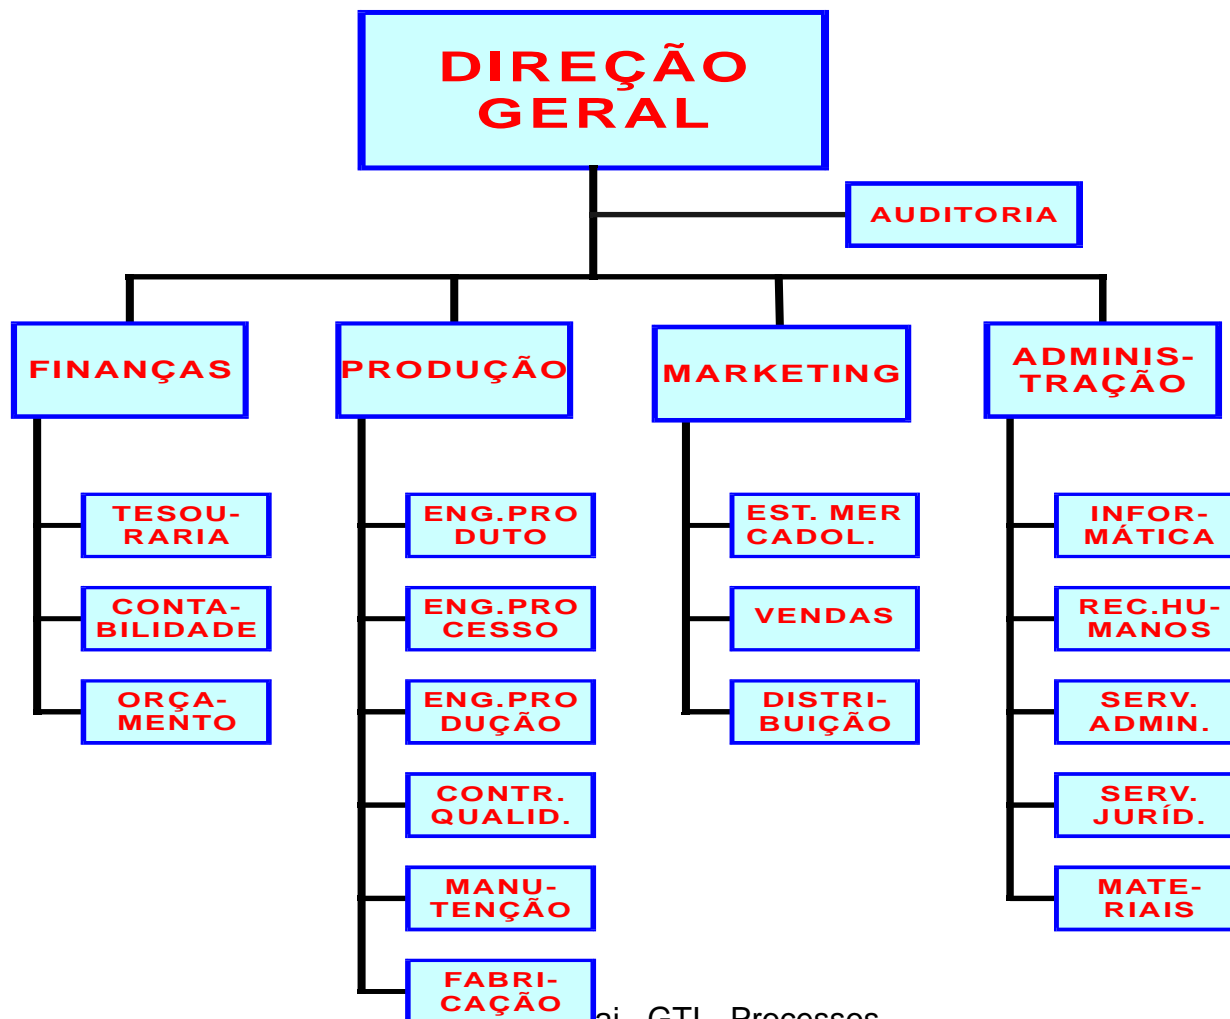 DIREÇÃO
GERAL
AUDITORIA
FINANÇAS
PRODUÇÃO
MARKETING
ADMINIS-
TRAÇÃO
TESOU-
RARIA
CONTA-
BILIDADE
ORÇA-
MENTO
ENG.PRO
DUTO
ENG.PRO
CESSO
ENG.PRO
DUÇÃO
CONTR.
QUALID.
MANU-
TENÇÃO
FABRI-
CAÇÃO
EST. MER
CADOL.
VENDAS
DISTRI-
BUIÇÃO
INFOR-
MÁTICA
REC.HU-
MANOS
SERV.
ADMIN.
SERV.
JURÍD.
MATE-
RIAIS
Processos